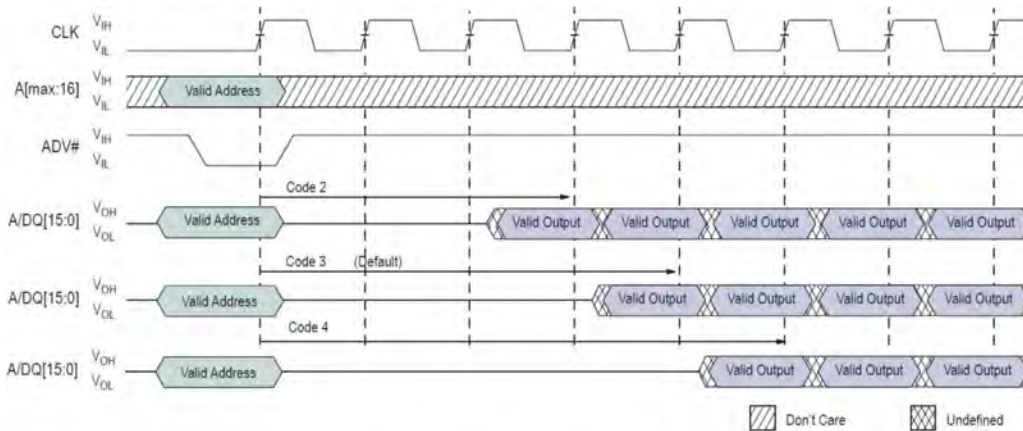 CLK VIH
VIL
A[max:16] VIH
VIL
Valid Address
ADV# VIH
VIL
Code 2
A/DQ[15:0] VOH
VOL
Valid Address Valid Output Valid Output Valid Output Valid Output Valid Output
Code 3 (Default)
A/DQ[15:0] VOH
VOL
Valid Address Valid Output Valid Output Valid Output Valid Output
Code 4
A/DQ[15:0] VOH
VOL
Valid Address Valid Output Valid Output Valid Output
Don't Care Undefined